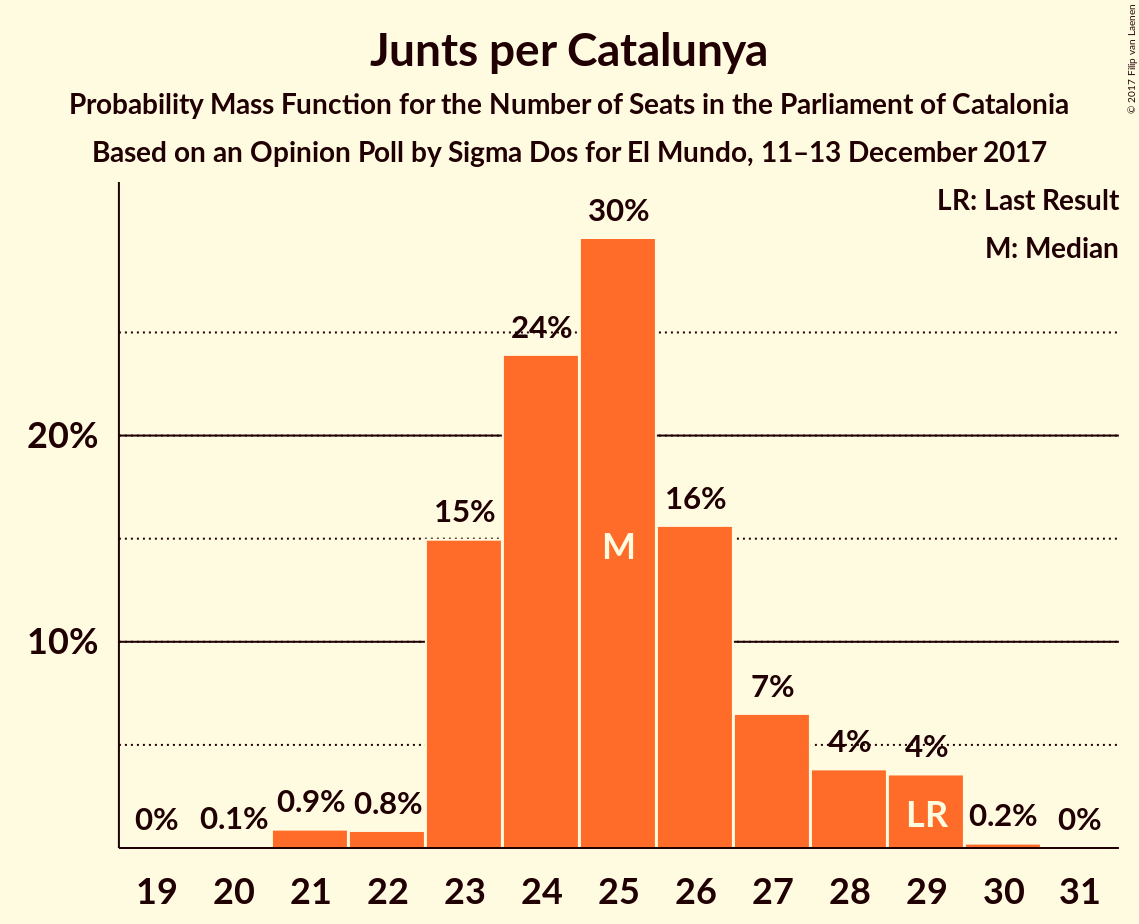 Junts per Catalunya
Probability Mass Function for the Number of Seats in the Parliament of Catalonia
Based on an Opinion Poll by Sigma Dos for El Mundo, 11–13 December 2017
© 2017 Filip van Laenen
LR: Last Result
M: Median
30%
24%
20%
16%
15%
M
10%
7%
4%
4%
0.9%
0.8%
LR
0%
0.1%
0.2%
0%
19 20 21 22 23 24 25 26 27 28 29 30 31